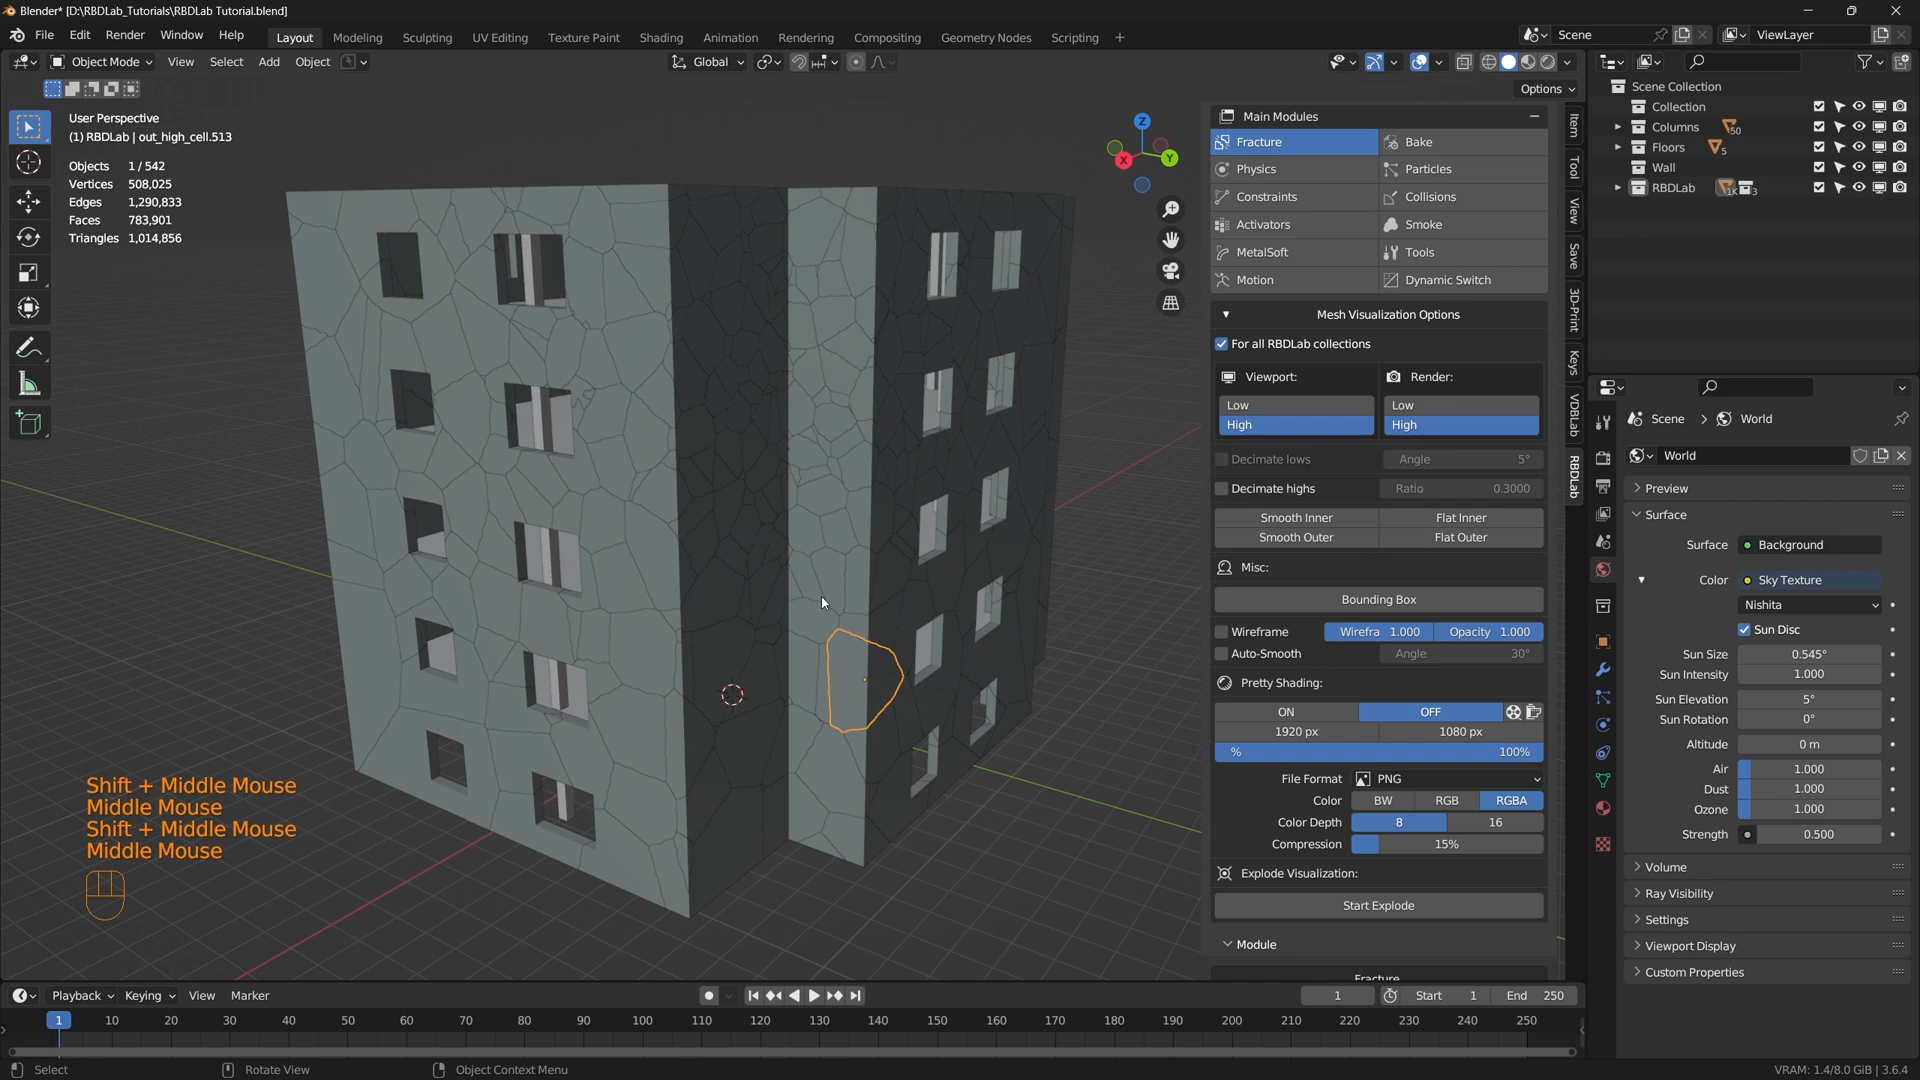 Blender* [D:\RBDLab_Tutorials\RBDLab Tutorial.blend]
File Edit Render Window Help Layout Modeling Sculpting UV Editing Texture Paint Shading Animation Rendering Compositing Geometry Nodes Scripting + Scene ViewLayer
Object Mode View Select Add Object Global
Options
User Perspective
(1) RBDLab | out_high_cell.513
Objects 1 / 542
Vertices 508,025
Edges 1,290,833
Faces 783,901
Triangles 1,014,856
Z
X
Y
Shift + Middle Mouse
Middle Mouse
Shift + Middle Mouse
Middle Mouse
Main Modules
Fracture Bake
Physics Particles
Constraints Collisions
Activators Smoke
MetalSoft Tools
Motion Dynamic Switch
Mesh Visualization Options
For all RBDLab collections
Viewport: Render:
Low Low
High High
Decimate lows Angle 5°
Decimate highs Ratio 0.3000
Smooth Inner Flat Inner
Smooth Outer Flat Outer
Misc:
Bounding Box
Wireframe Wirefra 1.000 Opacity 1.000
Auto-Smooth Angle 30°
Pretty Shading:
ON OFF
1920 px 1080 px
% 100%
File Format PNG
Color BW RGB RGBA
Color Depth 8 16
Compression 15%
Explode Visualization:
Start Explode
Module
Fracture
Item
Tool
View
Save
3D-Print
Keys
VDBLab
RBDLab
Scene Collection
Collection
Columns 50
Floors 5
Wall
RBDLab 1K 3
Scene > World
World
Preview
Surface
Surface Background
Color Sky Texture
Nishita
Sun Disc
Sun Size 0.545°
Sun Intensity 1.000
Sun Elevation 5°
Sun Rotation 0°
Altitude 0 m
Air 1.000
Dust 1.000
Ozone 1.000
Strength 0.500
Volume
Ray Visibility
Settings
Viewport Display
Custom Properties
Playback Keying View Marker 1 Start 1 End 250
1 10 20 30 40 50 60 70 80 90 100 110 120 130 140 150 160 170 180 190 200 210 220 230 240 250
Select Rotate View Object Context Menu VRAM: 1.4/8.0 GiB | 3.6.4